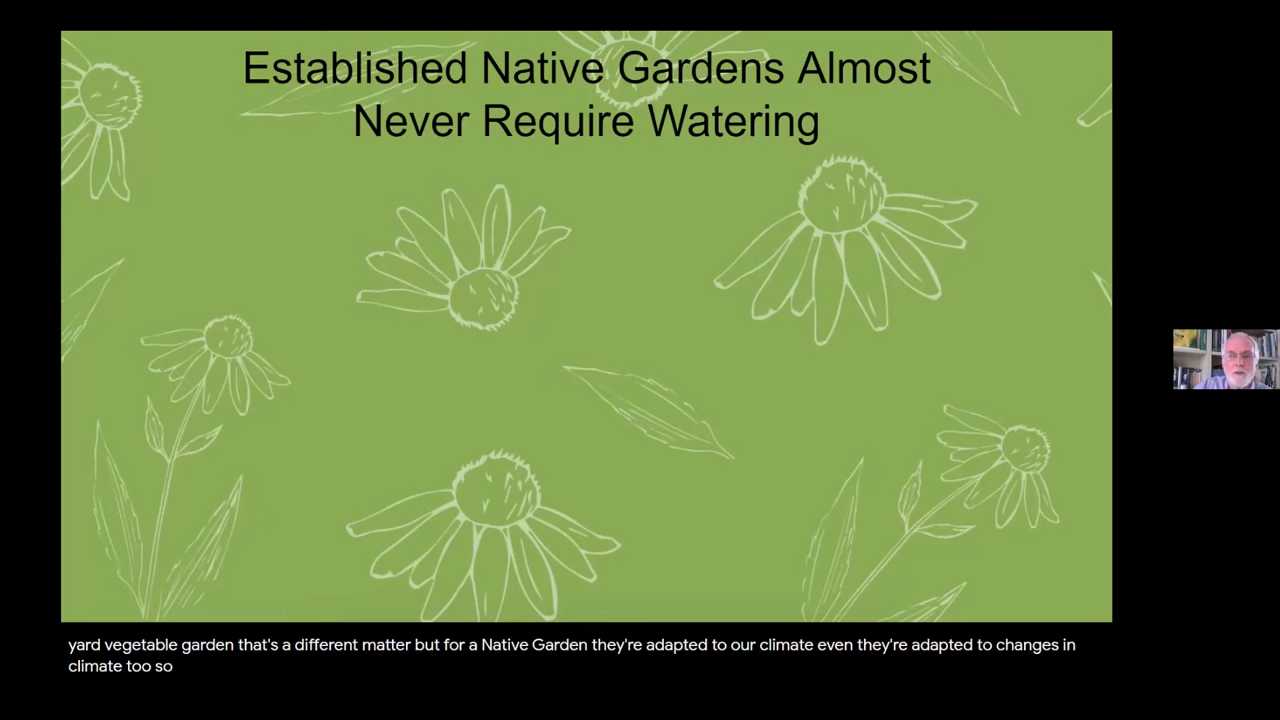 Established Native Gardens Almost
Never Require Watering
yard vegetable garden that's a different matter but for a Native Garden they're adapted to our climate even they're adapted to changes in
climate too so